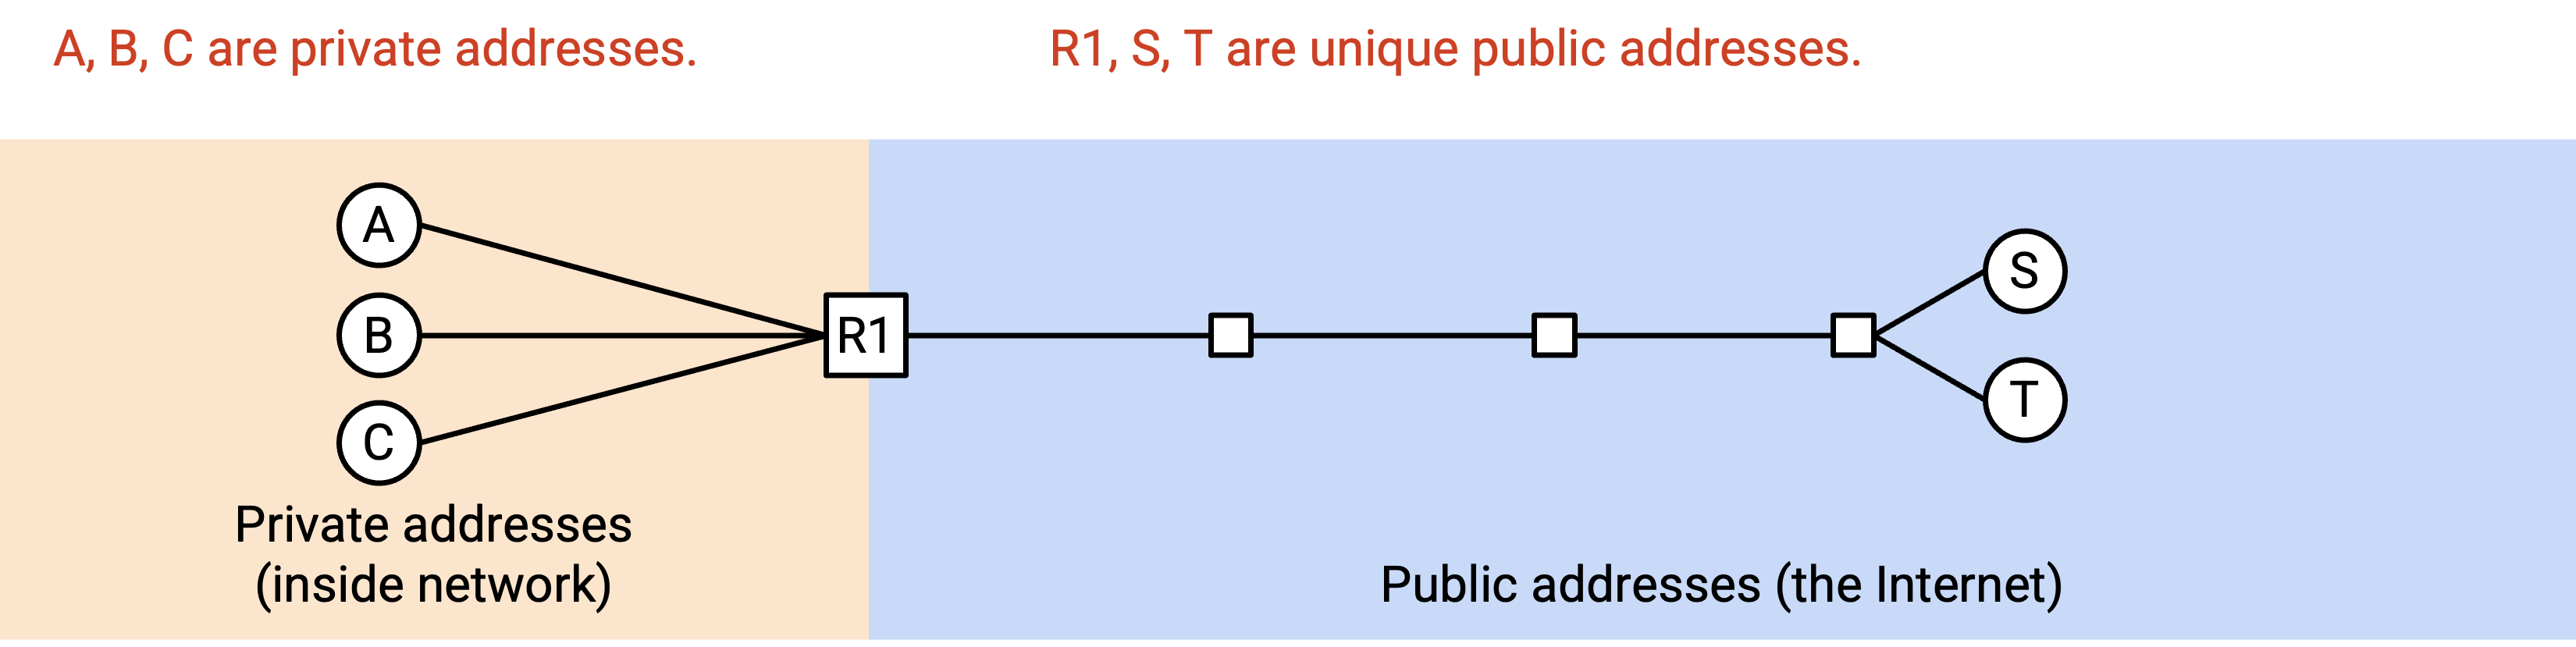 A, B, C are private addresses.
R1, S, T are unique public addresses.
A
B
C
R1
S
T
Private addresses
(inside network)
Public addresses (the Internet)